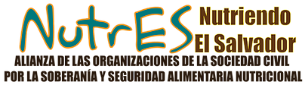 NutrES
Nutriendo
El Salvador
ALIANZA DE LAS ORGANIZACIONES DE LA SOCIEDAD CIVIL
POR LA SOBERANÍA Y SEGURIDAD ALIMENTARIA NUTRICIONAL